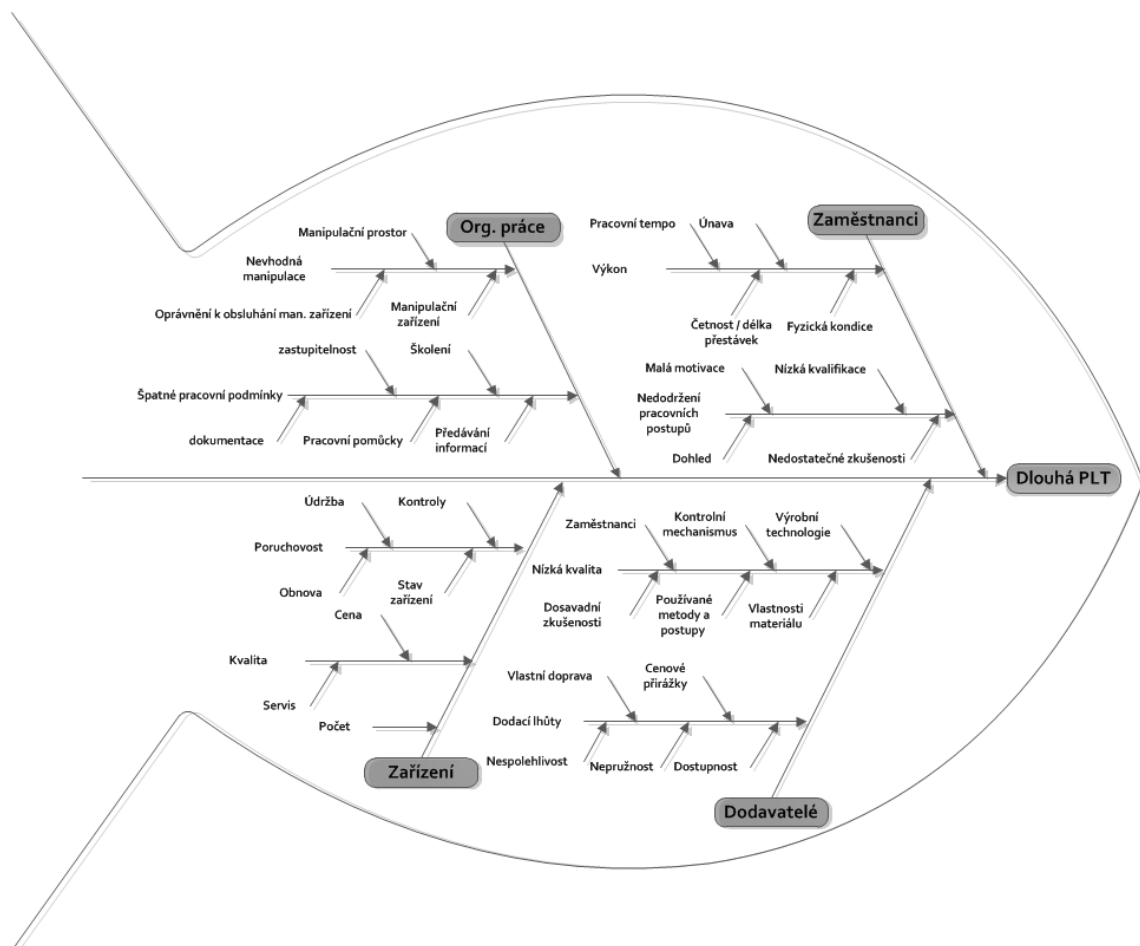 Org. práce
Manipulační prostor
Nevhodná
manipulace
Oprávnění k obsluhání man. zařízení
Manipulační
zařízení
zastupitelnost
Školení
Špatné pracovní podmínky
dokumentace
Pracovní pomůcky
Předávání
informací
Zaměstnanci
Pracovní tempo
Únava
Výkon
Četnost / délka
přestávek
Fyzická kondice
Malá motivace
Nízká kvalifikace
Nedodržení
pracovních
postupů
Dohled
Nedostatečné zkušenosti
Dlouhá PLT
Údržba
Kontroly
Poruchovost
Obnova
Stav
zařízení
Cena
Kvalita
Servis
Počet
Zařízení
Zaměstnanci
Kontrolní
mechanismus
Výrobní
technologie
Nízká kvalita
Dosavadní
zkušenosti
Používané
metody a
postupy
Vlastnosti
materiálu
Vlastní doprava
Cenové
přirážky
Dodací lhůty
Nespolehlivost
Nepružnost
Dostupnost
Dodavatelé